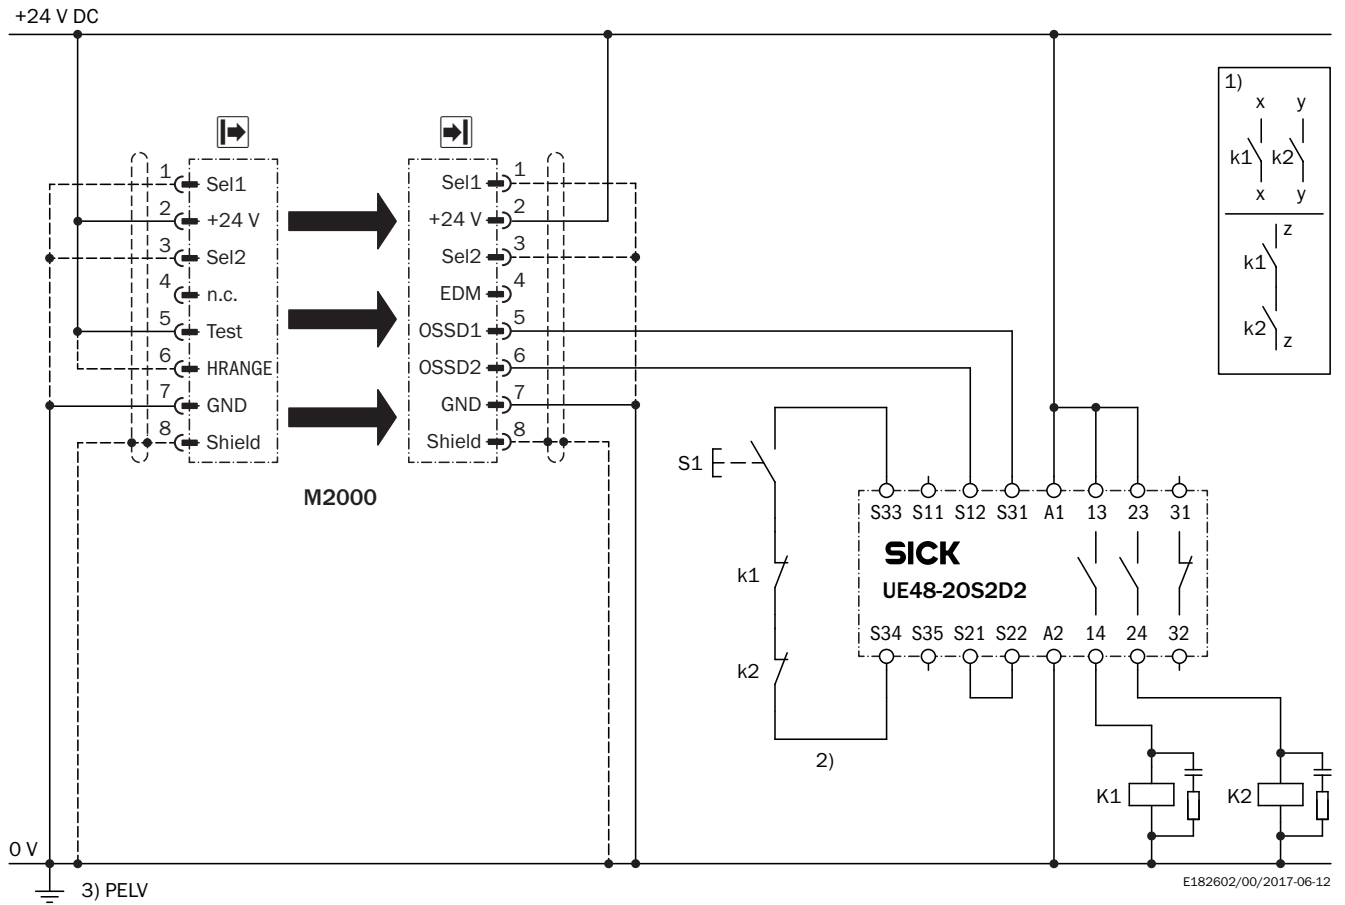 +24 V DC
1)
x y
k1 k2
x y
z
k1
k2
z
1 Sel1
2 +24 V
3 Sel2
4 n.c.
5 Test
6 HRANGE
7 GND
8 Shield
Sel1 1
+24 V 2
Sel2 3
EDM 4
OSSD1 5
OSSD2 6
GND 7
Shield 8
M2000
S1
k1
k2
2)
S33 S11 S12 S31 A1 13 23 31
SICK
UE48-20S2D2
S34 S35 S21 S22 A2 14 24 32
K1 K2
0 V
3) PELV
E182602/00/2017-06-12